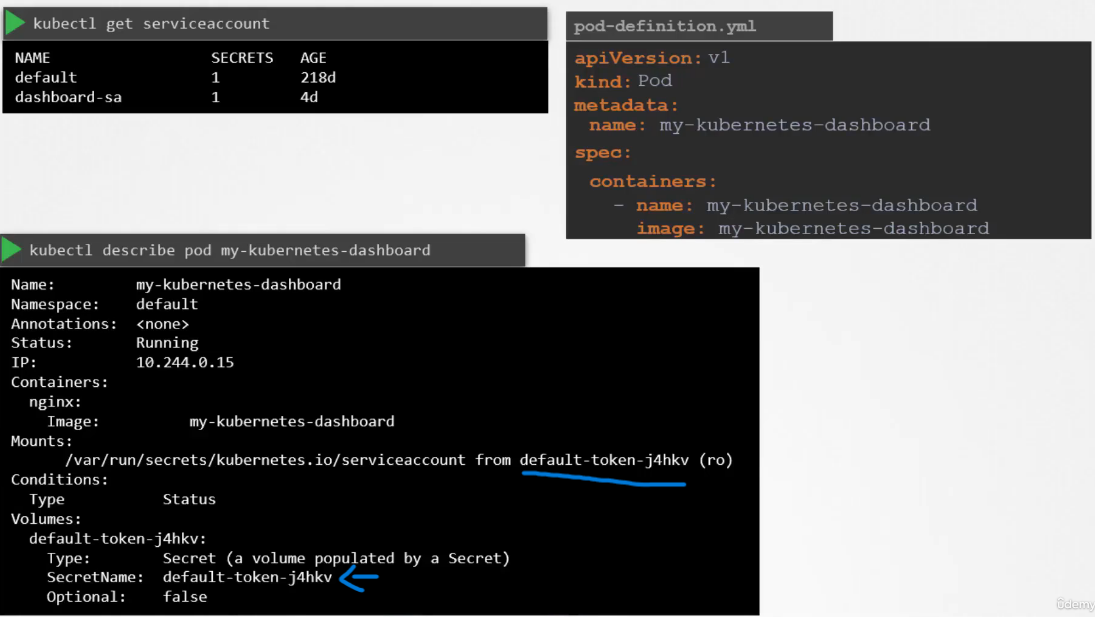 kubectl get serviceaccount
NAME SECRETS AGE
default 1 218d
dashboard-sa 1 4d
pod-definition.yml
apiVersion: v1
kind: Pod
metadata:
name: my-kubernetes-dashboard
spec:
containers:
- name: my-kubernetes-dashboard
image: my-kubernetes-dashboard
kubectl describe pod my-kubernetes-dashboard
Name: my-kubernetes-dashboard
Namespace: default
Annotations: <none>
Status: Running
IP: 10.244.0.15
Containers:
nginx:
Image: my-kubernetes-dashboard
Mounts:
/var/run/secrets/kubernetes.io/serviceaccount from default-token-j4hkv (ro)
Conditions:
Type Status
Volumes:
default-token-j4hkv:
Type: Secret (a volume populated by a Secret)
SecretName: default-token-j4hkv
Optional: false
ûdemy